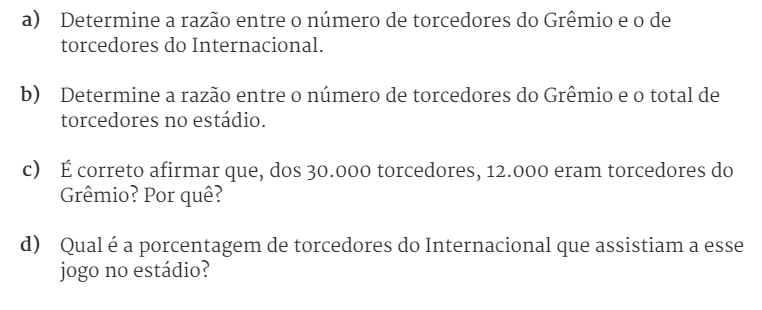 a) Determine a razão entre o número de torcedores do Grêmio e o de
torcedores do Internacional.
b) Determine a razão entre o número de torcedores do Grêmio e o total de
torcedores no estádio.
c) É correto afirmar que, dos 30.000 torcedores, 12.000 eram torcedores do
Grêmio? Por quê?
d) Qual é a porcentagem de torcedores do Internacional que assistiam a esse
jogo no estádio?